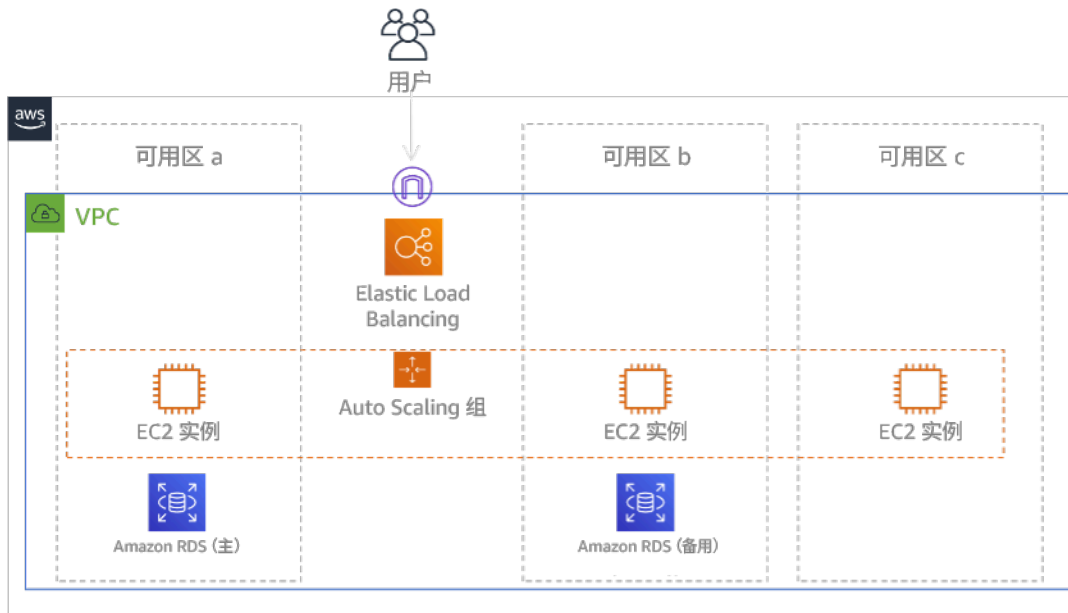 用户
aws
可用区 a
可用区 b
可用区 c
VPC
Elastic Load
Balancing
Auto Scaling 组
EC2 实例
EC2 实例
EC2 实例
Amazon RDS（主）
Amazon RDS（备用）